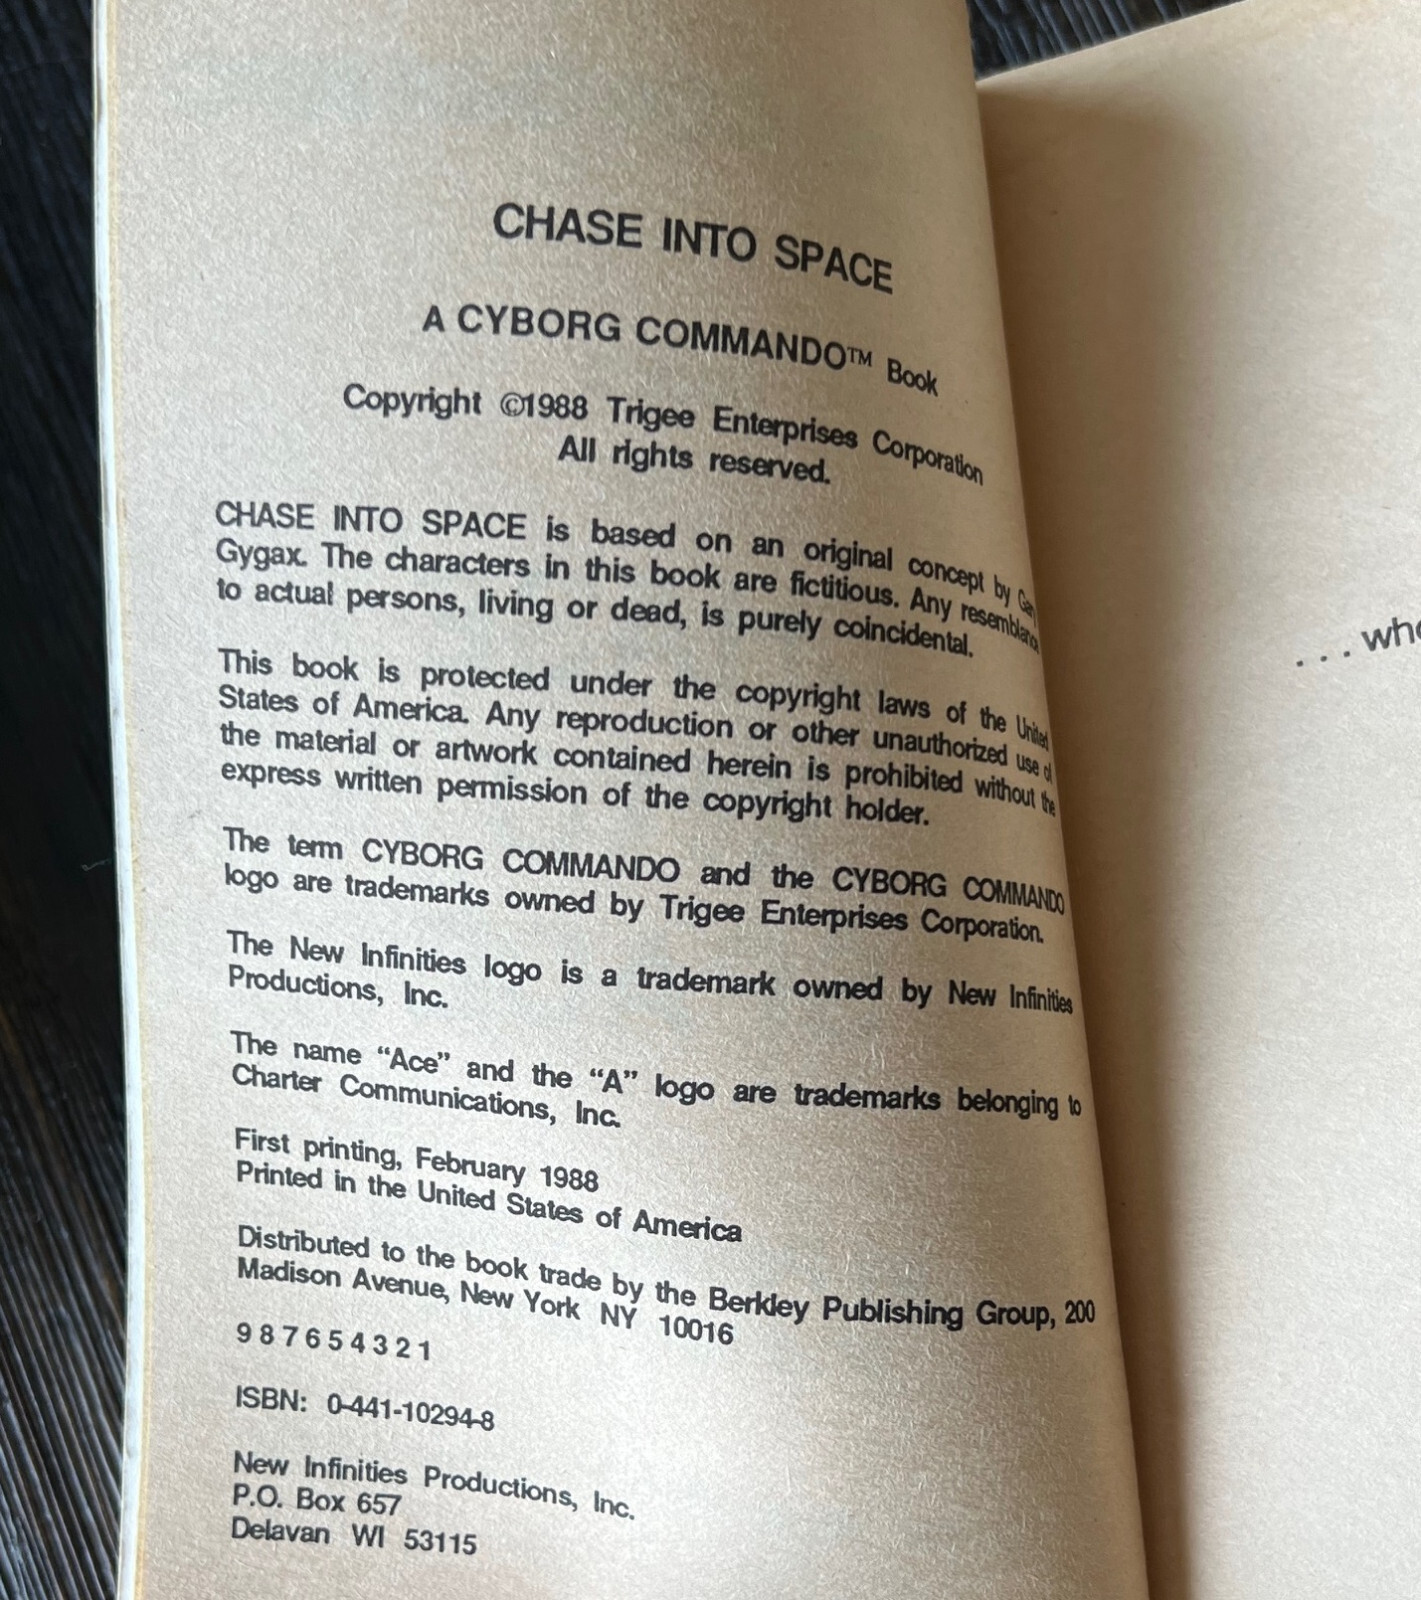 CHASE INTO SPACE
A CYBORG COMMANDO™ Book
Copyright ©1988 Trigee Enterprises Corporation
All rights reserved.
CHASE INTO SPACE is based on an original concept by Gary
Gygax. The characters in this book are fictitious. Any resemblance
to actual persons, living or dead, is purely coincidental.
This book is protected under the copyright laws of the United
States of America. Any reproduction or other unauthorized use of
the material or artwork contained herein is prohibited without the
express written permission of the copyright holder.
The term CYBORG COMMANDO and the CYBORG COMMANDO
logo are trademarks owned by Trigee Enterprises Corporation.
The New Infinities logo is a trademark owned by New Infinities
Productions, Inc.
The name “Ace” and the “A” logo are trademarks belonging to
Charter Communications, Inc.
First printing, February 1988
Printed in the United States of America
Distributed to the book trade by the Berkley Publishing Group, 200
Madison Avenue, New York NY 10016
9 8 7 6 5 4 3 2 1
ISBN: 0-441-10294-8
New Infinities Productions, Inc.
P.O. Box 657
Delavan WI 53115